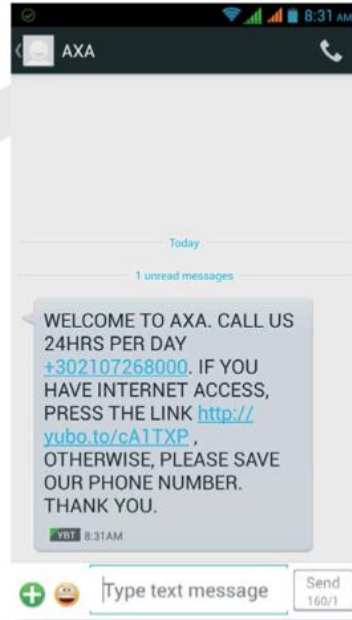 8:31 AM
AXA
Today
1 unread messages
WELCOME TO AXA. CALL US
24HRS PER DAY
+302107268000. IF YOU
HAVE INTERNET ACCESS,
PRESS THE LINK http://
yubo.to/cA1TXP ,
OTHERWISE, PLEASE SAVE
OUR PHONE NUMBER.
THANK YOU.
YBT 8:31AM
Type text message
Send
160/1